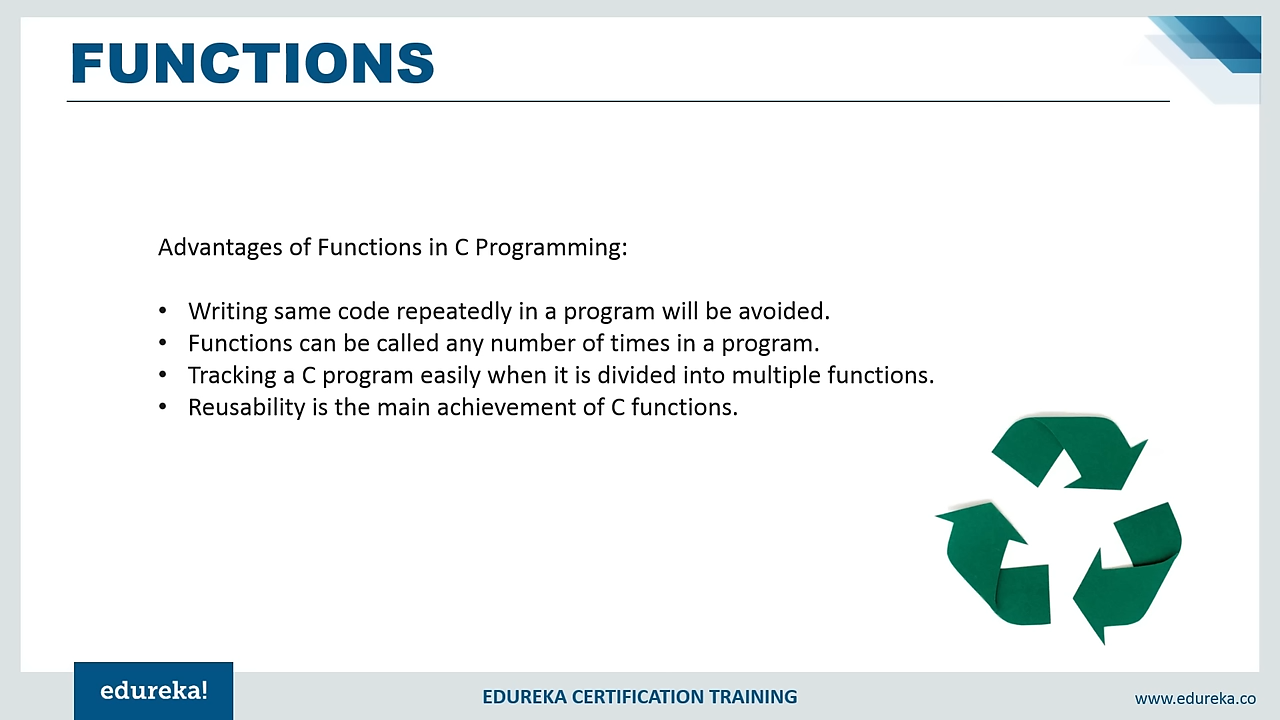 FUNCTIONS
Advantages of Functions in C Programming:
• Writing same code repeatedly in a program will be avoided.
• Functions can be called any number of times in a program.
• Tracking a C program easily when it is divided into multiple functions.
• Reusability is the main achievement of C functions.
edureka!
EDUREKA CERTIFICATION TRAINING
www.edureka.co